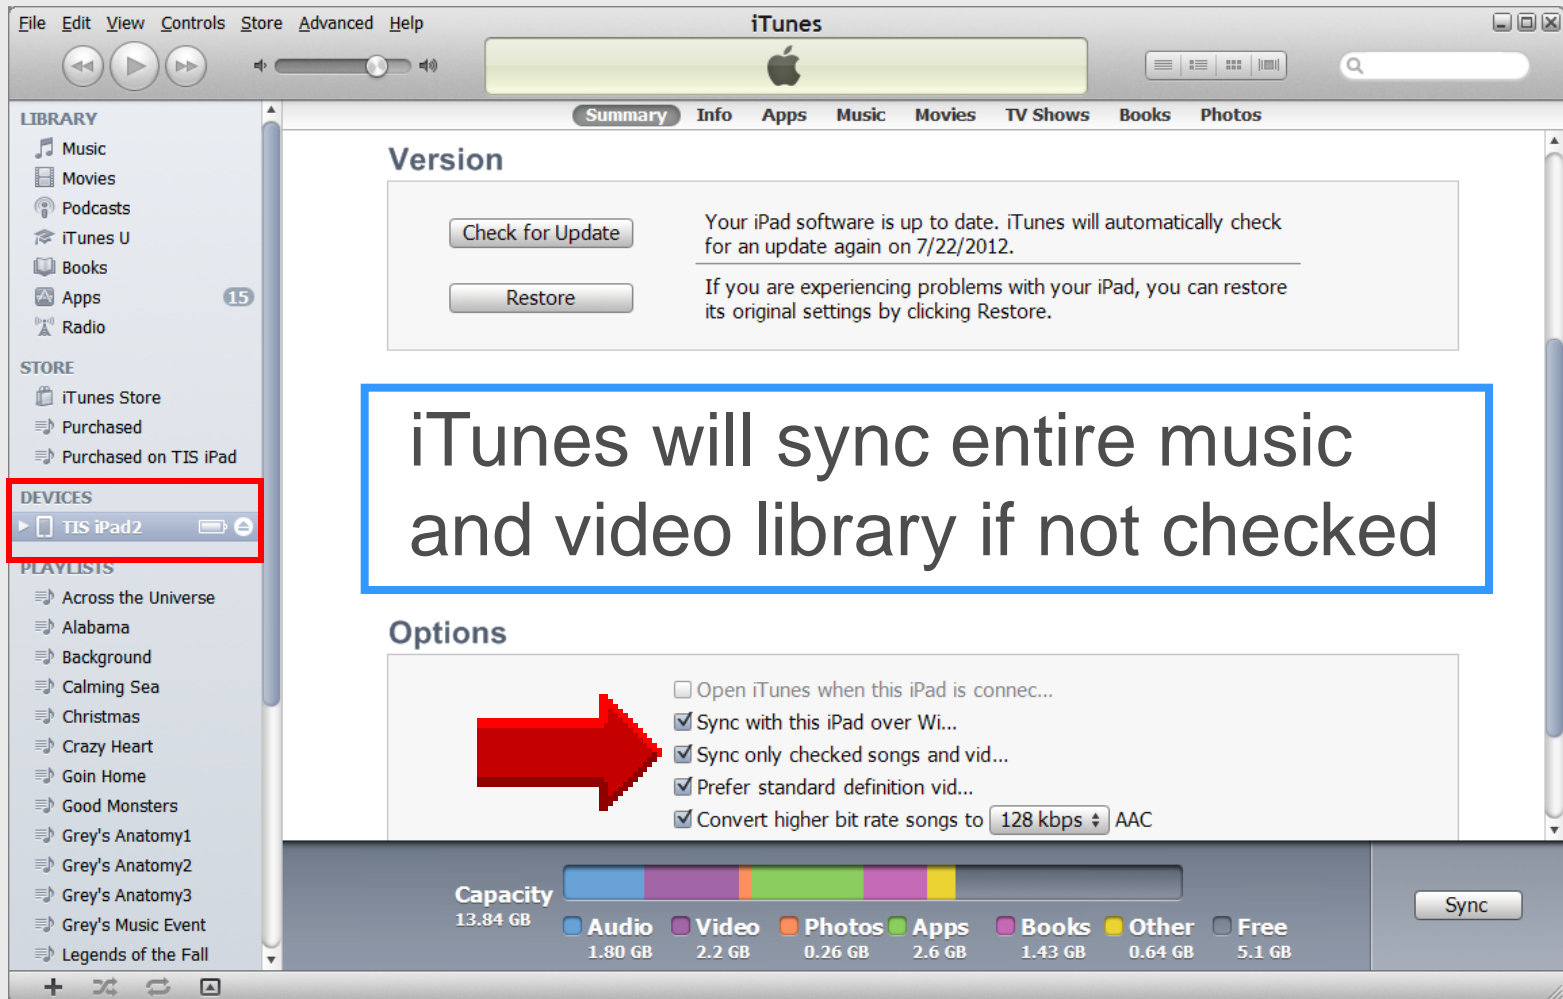 File Edit View Controls Store Advanced Help
iTunes
LIBRARY
Music
Movies
Podcasts
iTunes U
Books
Apps 15
Radio
STORE
iTunes Store
Purchased
Purchased on TIS iPad
DEVICES
TIS iPad2
PLAYLISTS
Across the Universe
Alabama
Background
Calming Sea
Christmas
Crazy Heart
Goin Home
Good Monsters
Grey's Anatomy1
Grey's Anatomy2
Grey's Anatomy3
Grey's Music Event
Legends of the Fall
Summary Info Apps Music Movies TV Shows Books Photos
Version
Check for Update
Your iPad software is up to date. iTunes will automatically check
for an update again on 7/22/2012.
Restore
If you are experiencing problems with your iPad, you can restore
its original settings by clicking Restore.
iTunes will sync entire music
and video library if not checked
Options
Open iTunes when this iPad is connec...
Sync with this iPad over Wi...
Sync only checked songs and vid...
Prefer standard definition vid...
Convert higher bit rate songs to 128 kbps AAC
Capacity
13.84 GB
Audio Video Photos Apps Books Other Free
1.80 GB 2.2 GB 0.26 GB 2.6 GB 1.43 GB 0.64 GB 5.1 GB
Sync